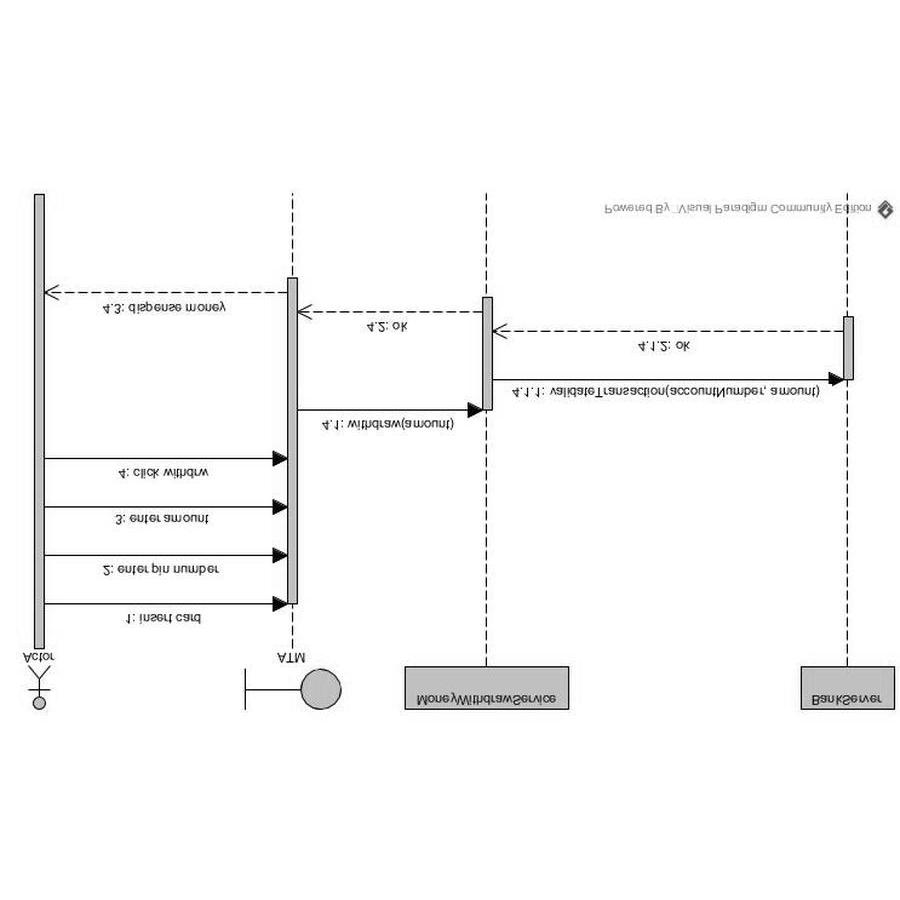 Actor
ATM
MoneyWithdrawService
BankServer
1: insert card
2: enter pin number
3: enter amount
4: click withdrw
4.1: withdraw(amount)
4.1.1: validateTransaction(accountNumber, amount)
4.1.2: ok
4.2: ok
4.3: dispense money
Powered By Visual Paradigm Community Edition